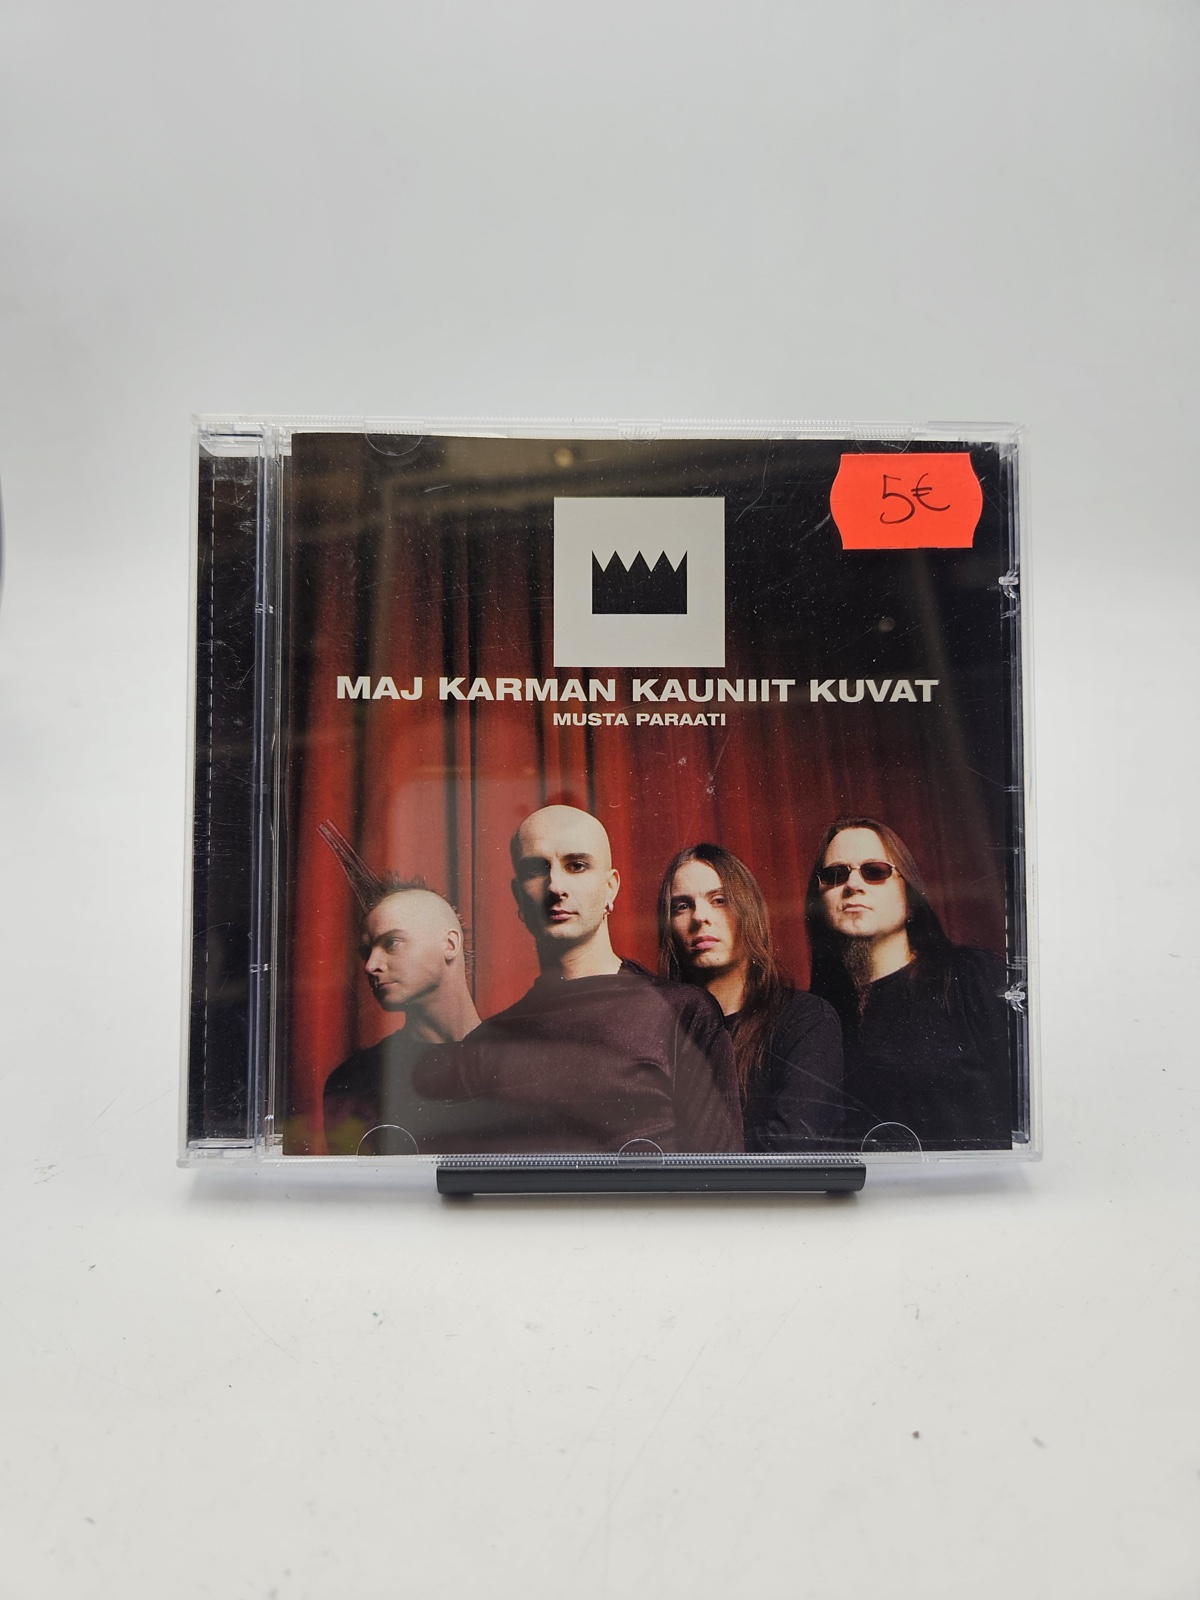 5€
MAJ KARMAN KAUNIIT KUVAT
MUSTA PARAATI